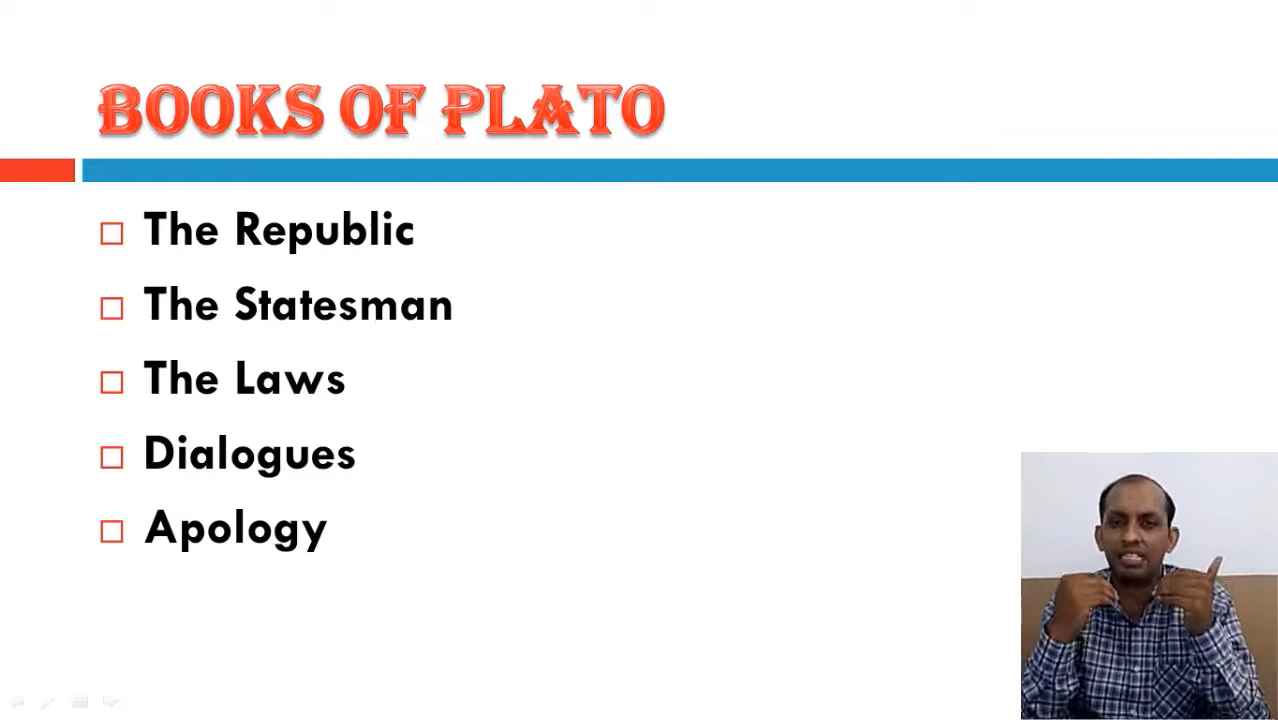 BOOKS OF PLATO
The Republic
The Statesman
The Laws
Dialogues
Apology